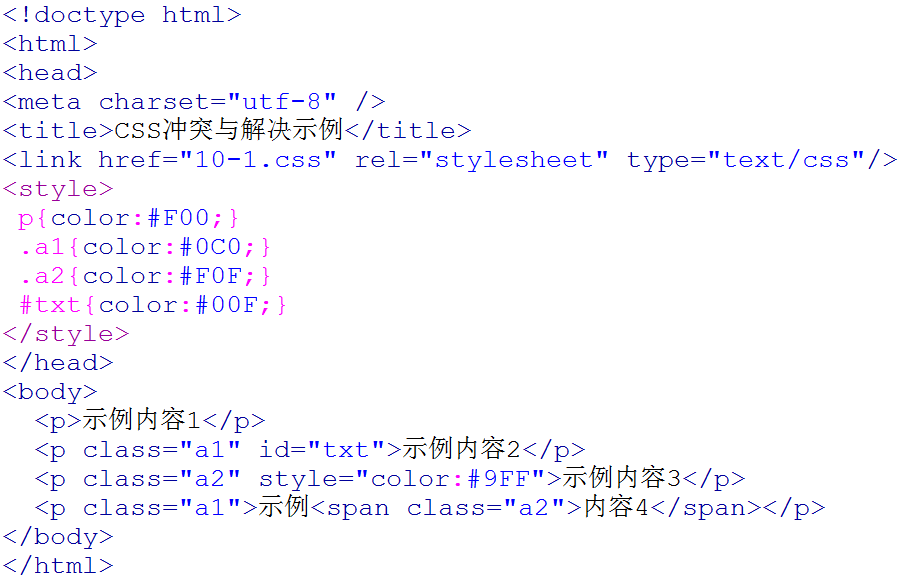 <!doctype html>
<html>
<head>
<meta charset="utf-8" />
<title>CSS冲突与解决示例</title>
<link href="10-1.css" rel="stylesheet" type="text/css"/>
<style>
 p{color:#F00;}
 .a1{color:#0C0;}
 .a2{color:#F0F;}
 #txt{color:#00F;}
</style>
</head>
<body>
  <p>示例内容1</p>
  <p class="a1" id="txt">示例内容2</p>
  <p class="a2" style="color:#9FF">示例内容3</p>
  <p class="a1">示例<span class="a2">内容4</span></p>
</body>
</html>